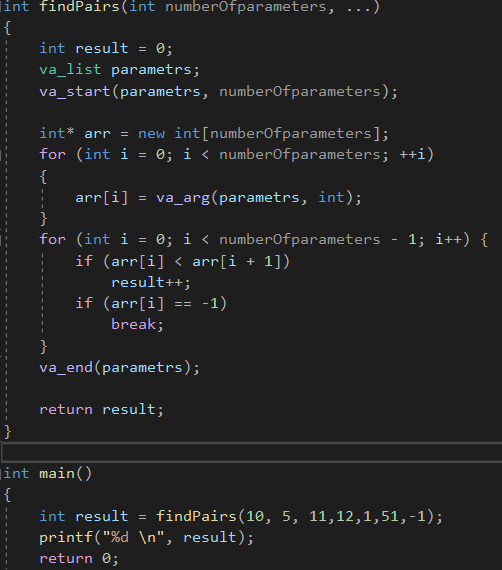 int findPairs(int numberOfparameters, ...)
{
int result = 0;
va_list parametrs;
va_start(parametrs, numberOfparameters);
int* arr = new int[numberOfparameters];
for (int i = 0; i < numberOfparameters; ++i)
{
arr[i] = va_arg(parametrs, int);
}
for (int i = 0; i < numberOfparameters - 1; i++) {
if (arr[i] < arr[i + 1])
result++;
if (arr[i] == -1)
break;
}
va_end(parametrs);
return result;
}
int main()
{
int result = findPairs(10, 5, 11,12,1,51,-1);
printf("%d \n", result);
return 0;